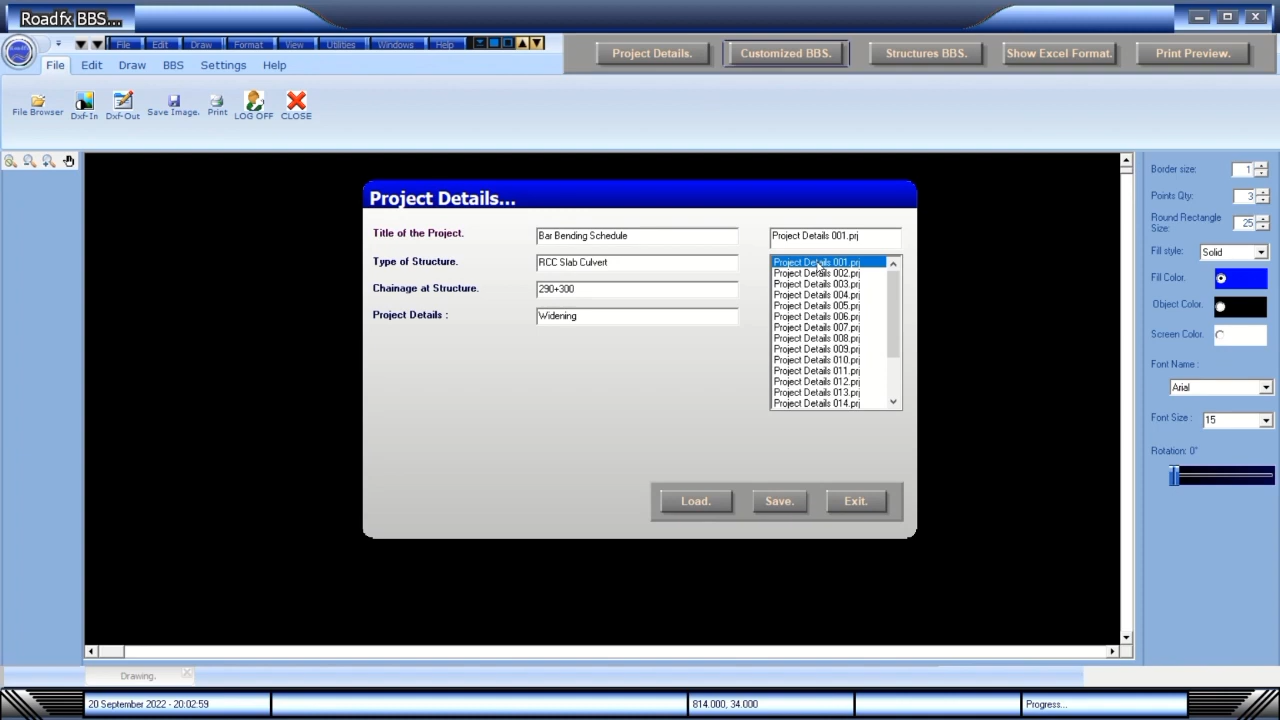 Roadfx BBS...
File Edit Draw Format View Utilities Windows Help
Project Details. Customized BBS. Structures BBS. Show Excel Format. Print Preview.
File Edit Draw BBS Settings Help
File Browser Dxf-In Dxf-Out Save Image. Print LOG OFF CLOSE
Border size: 1
Points Qty: 3
Round Rectangle
Size: 25
Fill style: Solid
Fill Color.
Object Color.
Screen Color.
Font Name :
Arial
Font Size : 15
Rotation: 0°
Project Details...
Title of the Project. Bar Bending Schedule
Type of Structure. RCC Slab Culvert
Chainage at Structure. 290+300
Project Details : Widening
Project Details 001.prj
Project Details 001.prj
Project Details 002.prj
Project Details 003.prj
Project Details 004.prj
Project Details 005.prj
Project Details 006.prj
Project Details 007.prj
Project Details 008.prj
Project Details 009.prj
Project Details 010.prj
Project Details 011.prj
Project Details 012.prj
Project Details 013.prj
Project Details 014.prj
Load. Save. Exit.
Drawing.
20 September 2022 - 20:02:59 814.000, 34.000 Progress...